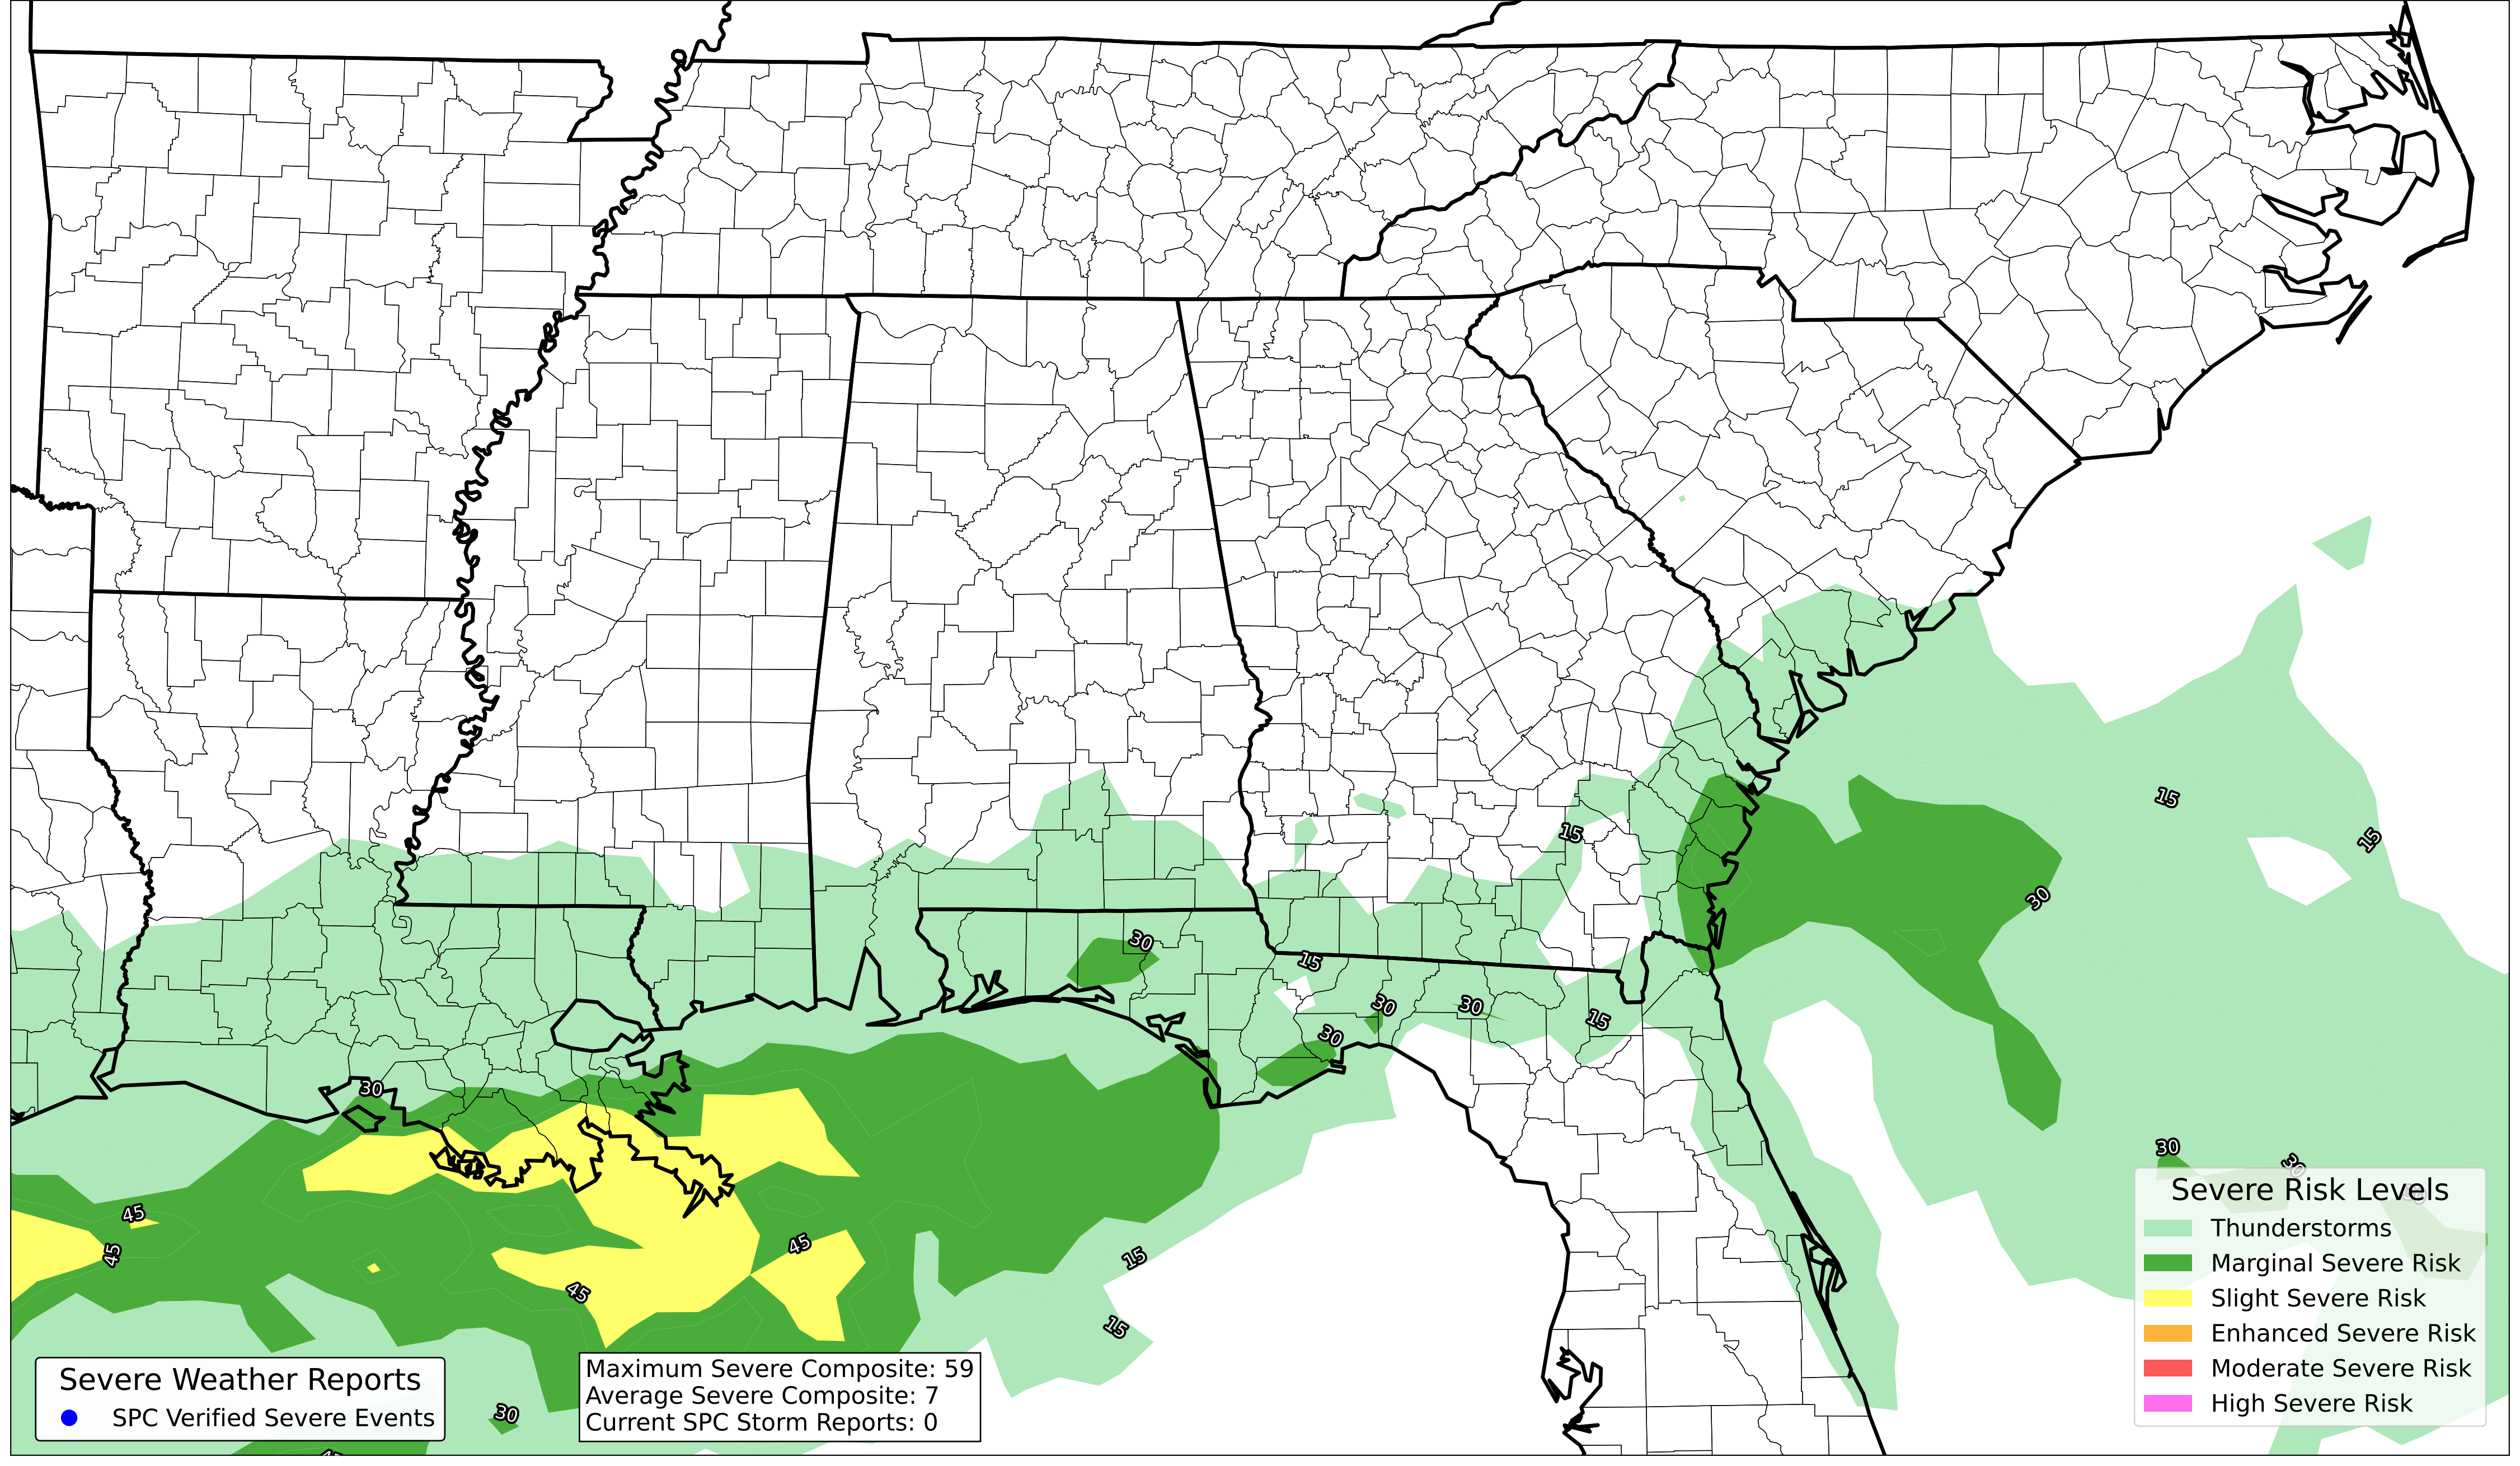 15
15
15
30
30
15
30
30
30
15
30
30
30
45
45
45
15
45
15
30
Severe Risk Levels
Thunderstorms
Marginal Severe Risk
Slight Severe Risk
Enhanced Severe Risk
Moderate Severe Risk
High Severe Risk
Severe Weather Reports
SPC Verified Severe Events
Maximum Severe Composite: 59
Average Severe Composite: 7
Current SPC Storm Reports: 0